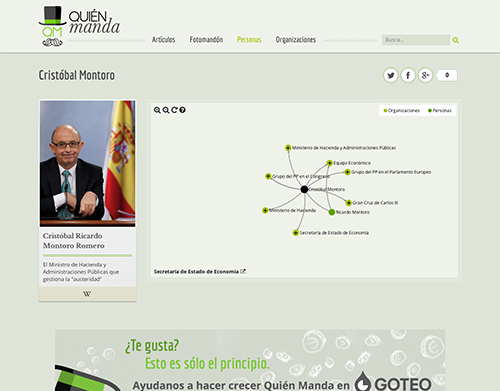 QUIÉN
manda
QM
Artículos
Fotomandón
Personas
Organizaciones
Busca...
Cristóbal Montoro
0
Organizaciones
Personas
Ministerio de Hacienda y Administraciones Públicas
Equipo Económico
Grupo del PP en el Congreso
Grupo del PP en el Parlamento Europeo
Cristóbal Montoro
Gran Cruz de Carlos III
Ministerio de Hacienda
Ricardo Montoro
Secretaría de Estado de Economía
Cristóbal Ricardo
Montoro Romero
El Ministro de Hacienda y
Administraciones Públicas que
gestiona la "austeridad"
W
Secretaría de Estado de Economía
¿Te gusta?
Esto es sólo el principio.
Ayudanos a hacer crecer Quién Manda en GOTEO